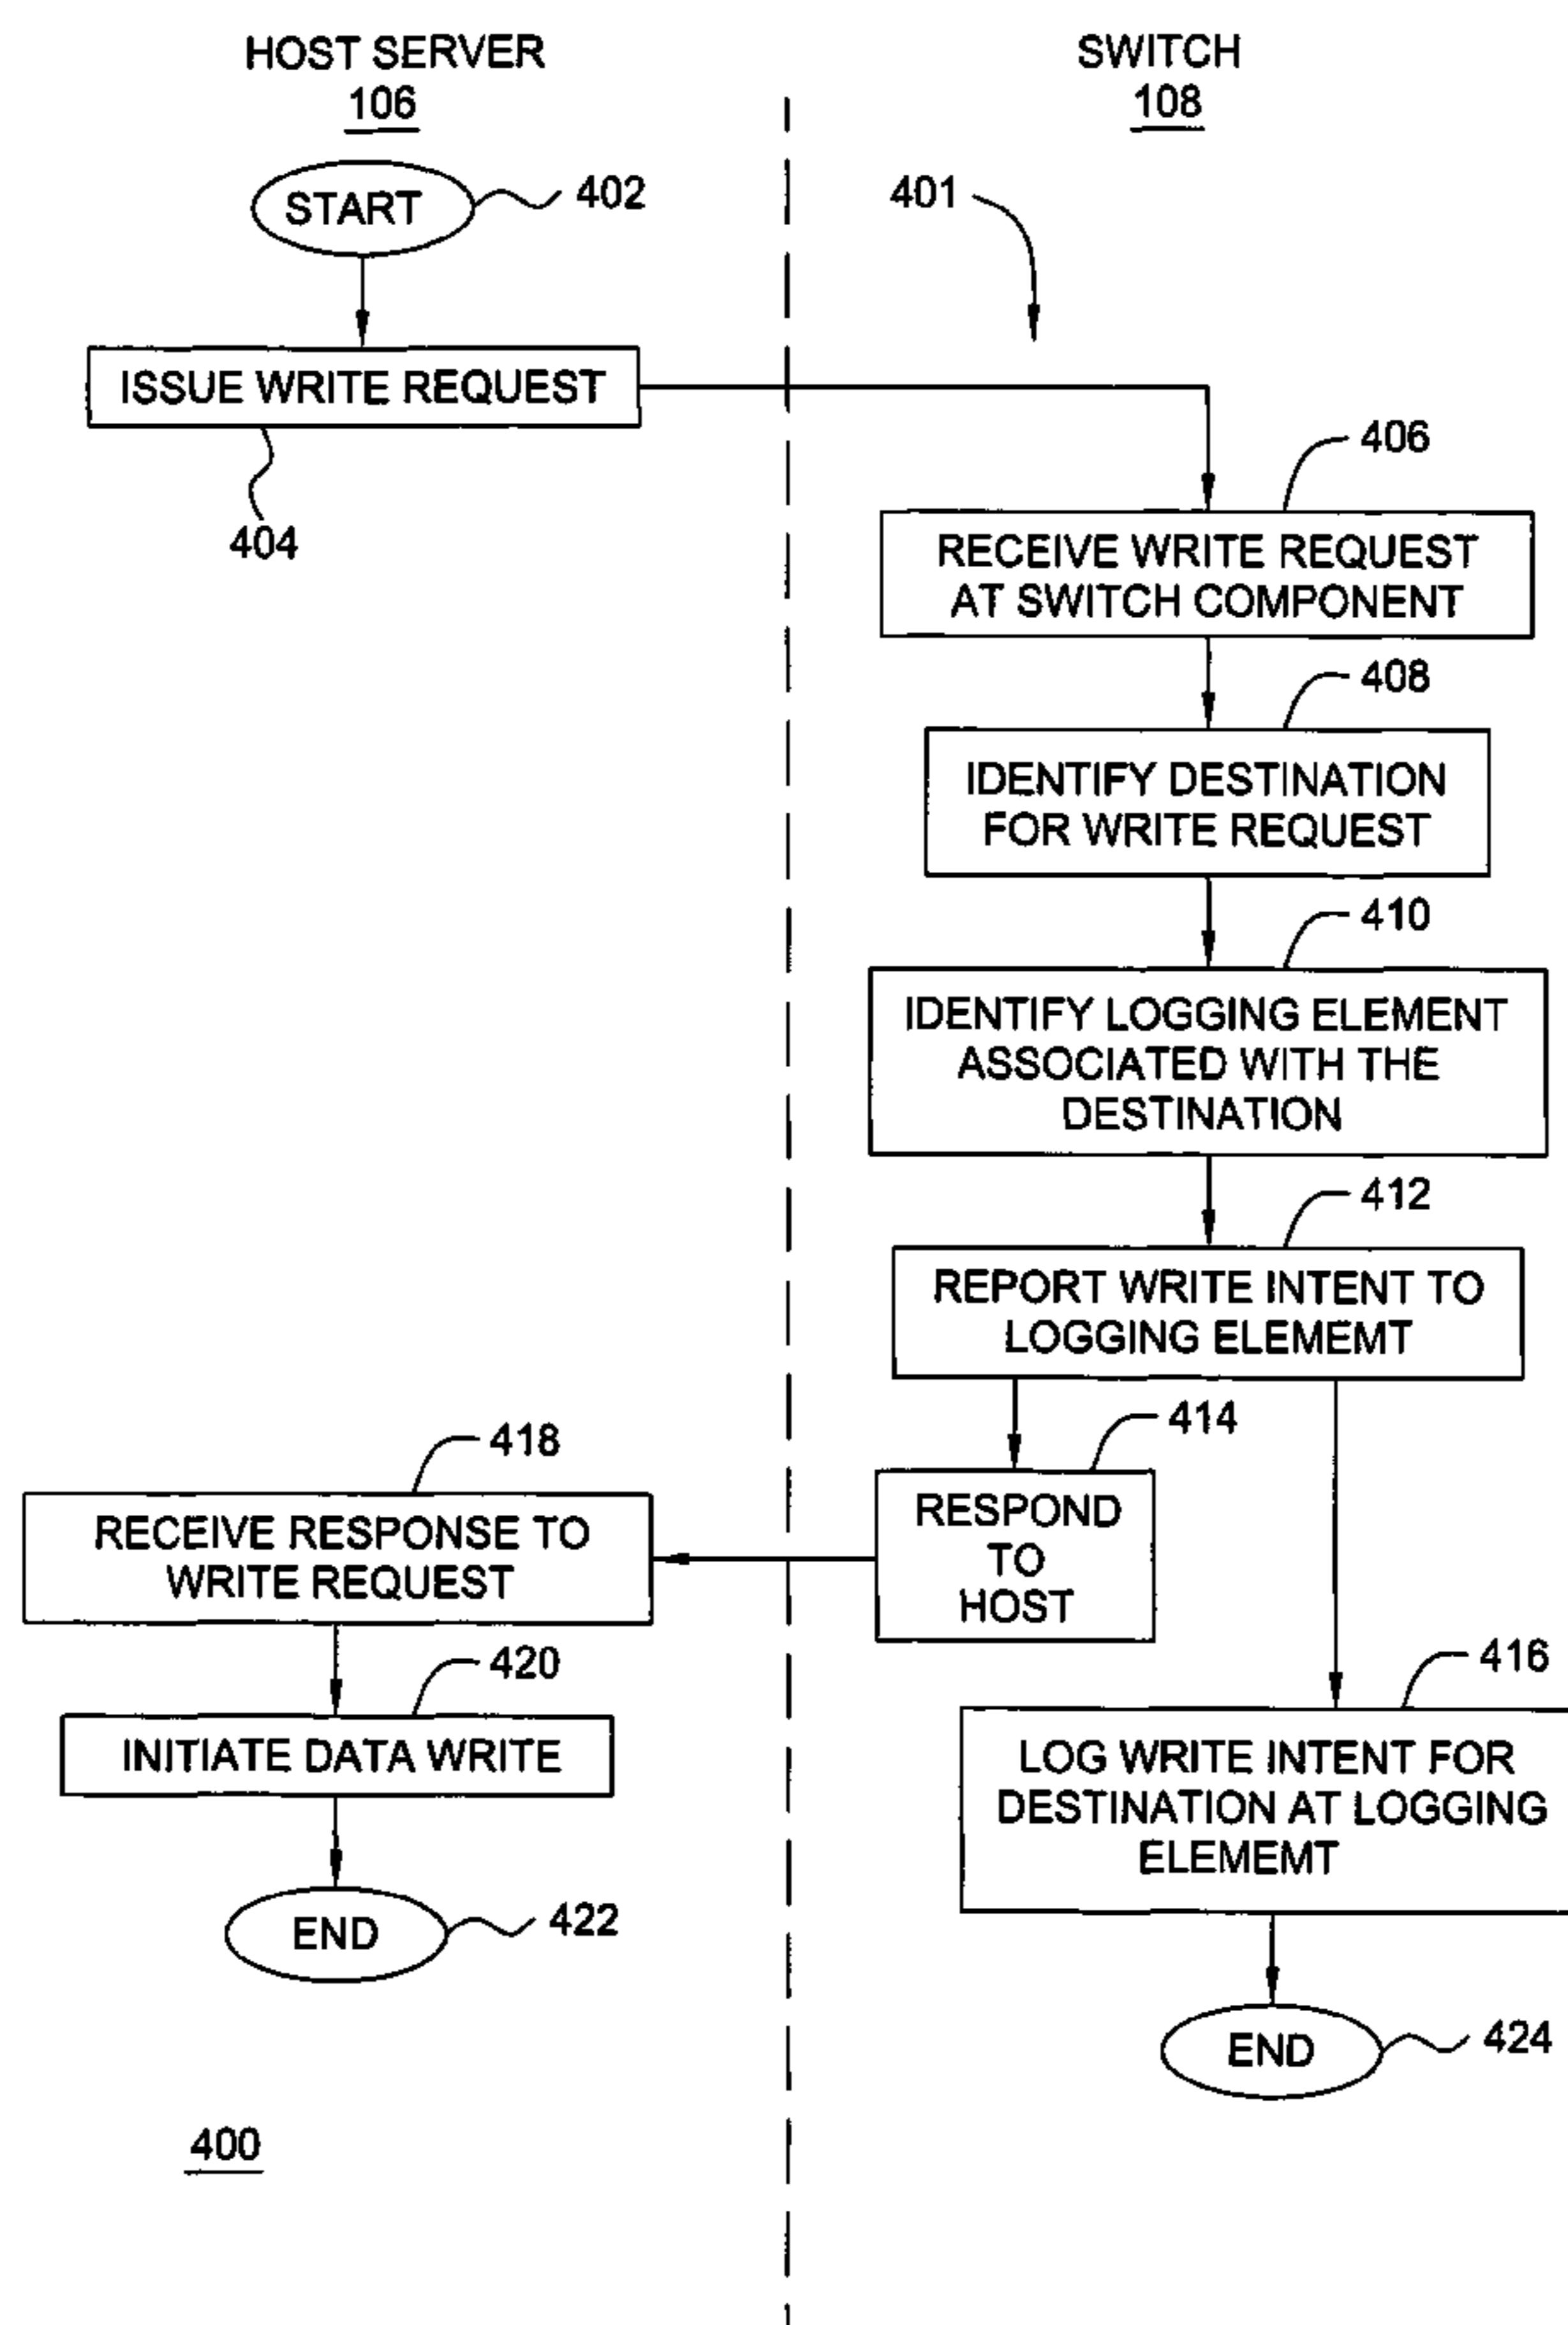 HOST SERVER
106
SWITCH
108
START
402
401
ISSUE WRITE REQUEST
404
406
RECEIVE WRITE REQUEST
AT SWITCH COMPONENT
408
IDENTIFY DESTINATION
FOR WRITE REQUEST
410
IDENTIFY LOGGING ELEMENT
ASSOCIATED WITH THE
DESTINATION
412
REPORT WRITE INTENT TO
LOGGING ELEMEMT
414
RESPOND
TO
HOST
418
RECEIVE RESPONSE TO
WRITE REQUEST
416
LOG WRITE INTENT FOR
DESTINATION AT LOGGING
ELEMEMT
420
INITIATE DATA WRITE
END
422
END
424
400